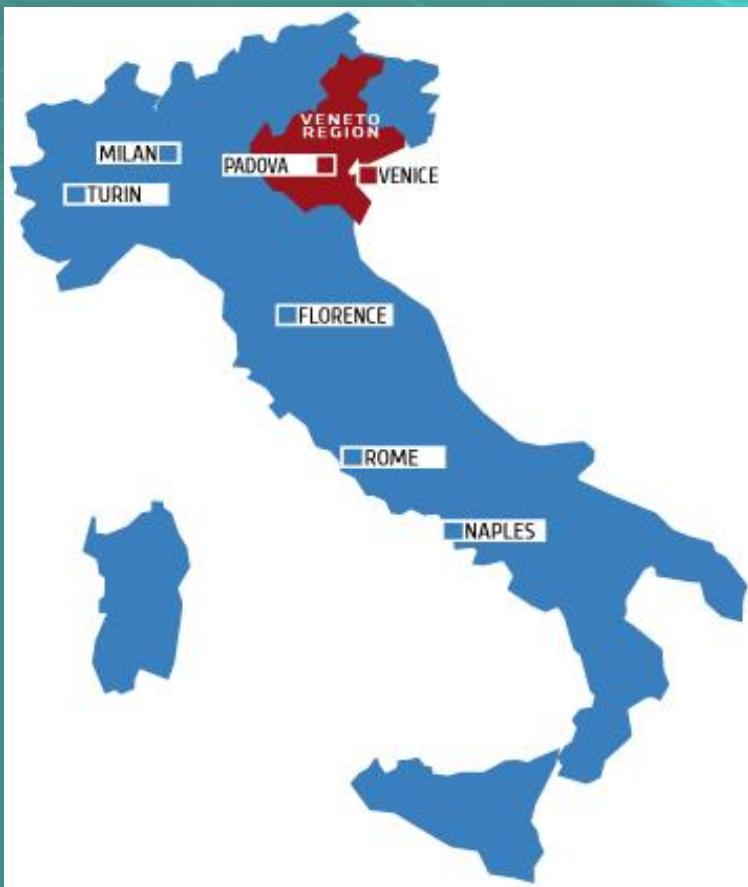 VENETO
REGION
MILAN
PADOVA
VENICE
TURIN
FLORENCE
ROME
NAPLES